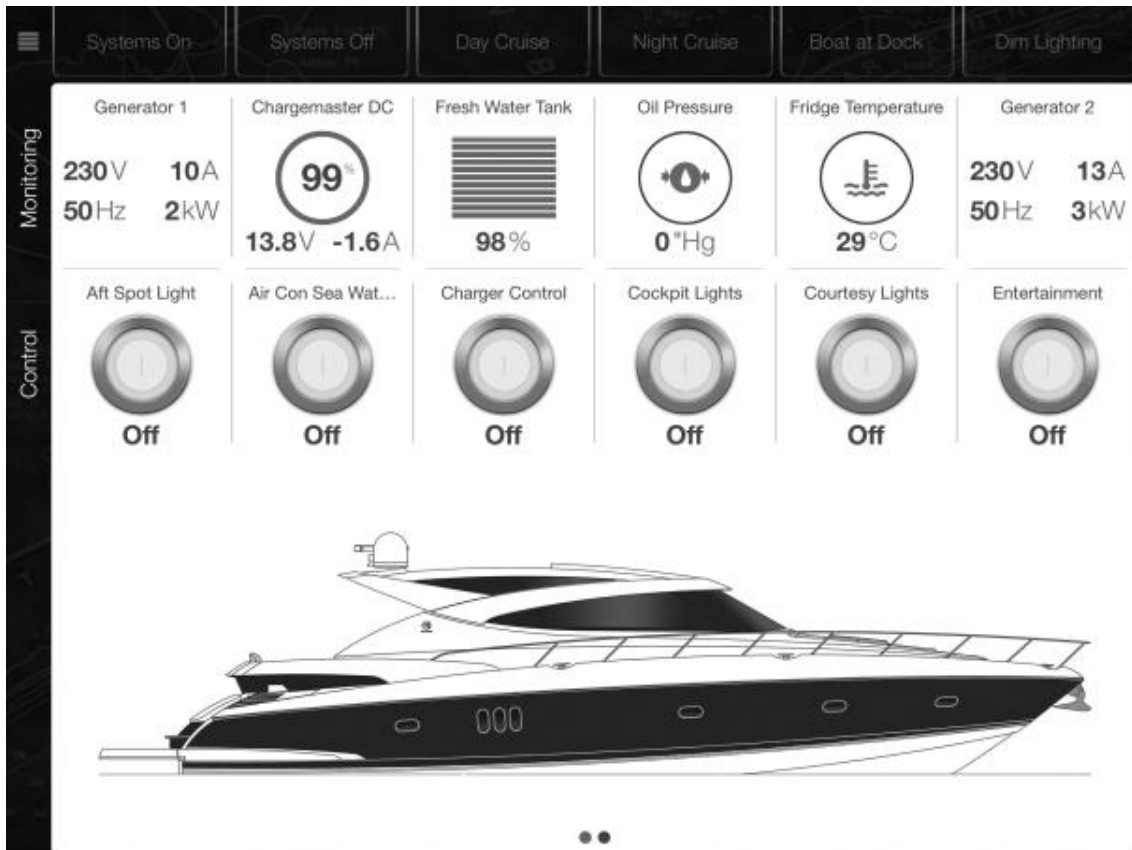 Systems On
Systems Off
Day Cruise
Night Cruise
Boat at Dock
Dim Lighting
Monitoring
Generator 1
230V 10A
50Hz 2kW
Chargemaster DC
99%
13.8V -1.6A
Fresh Water Tank
98%
Oil Pressure
0"Hg
Fridge Temperature
29°C
Generator 2
230V 13A
50Hz 3kW
Control
Aft Spot Light
Off
Air Con Sea Wat...
Off
Charger Control
Off
Cockpit Lights
Off
Courtesy Lights
Off
Entertainment
Off